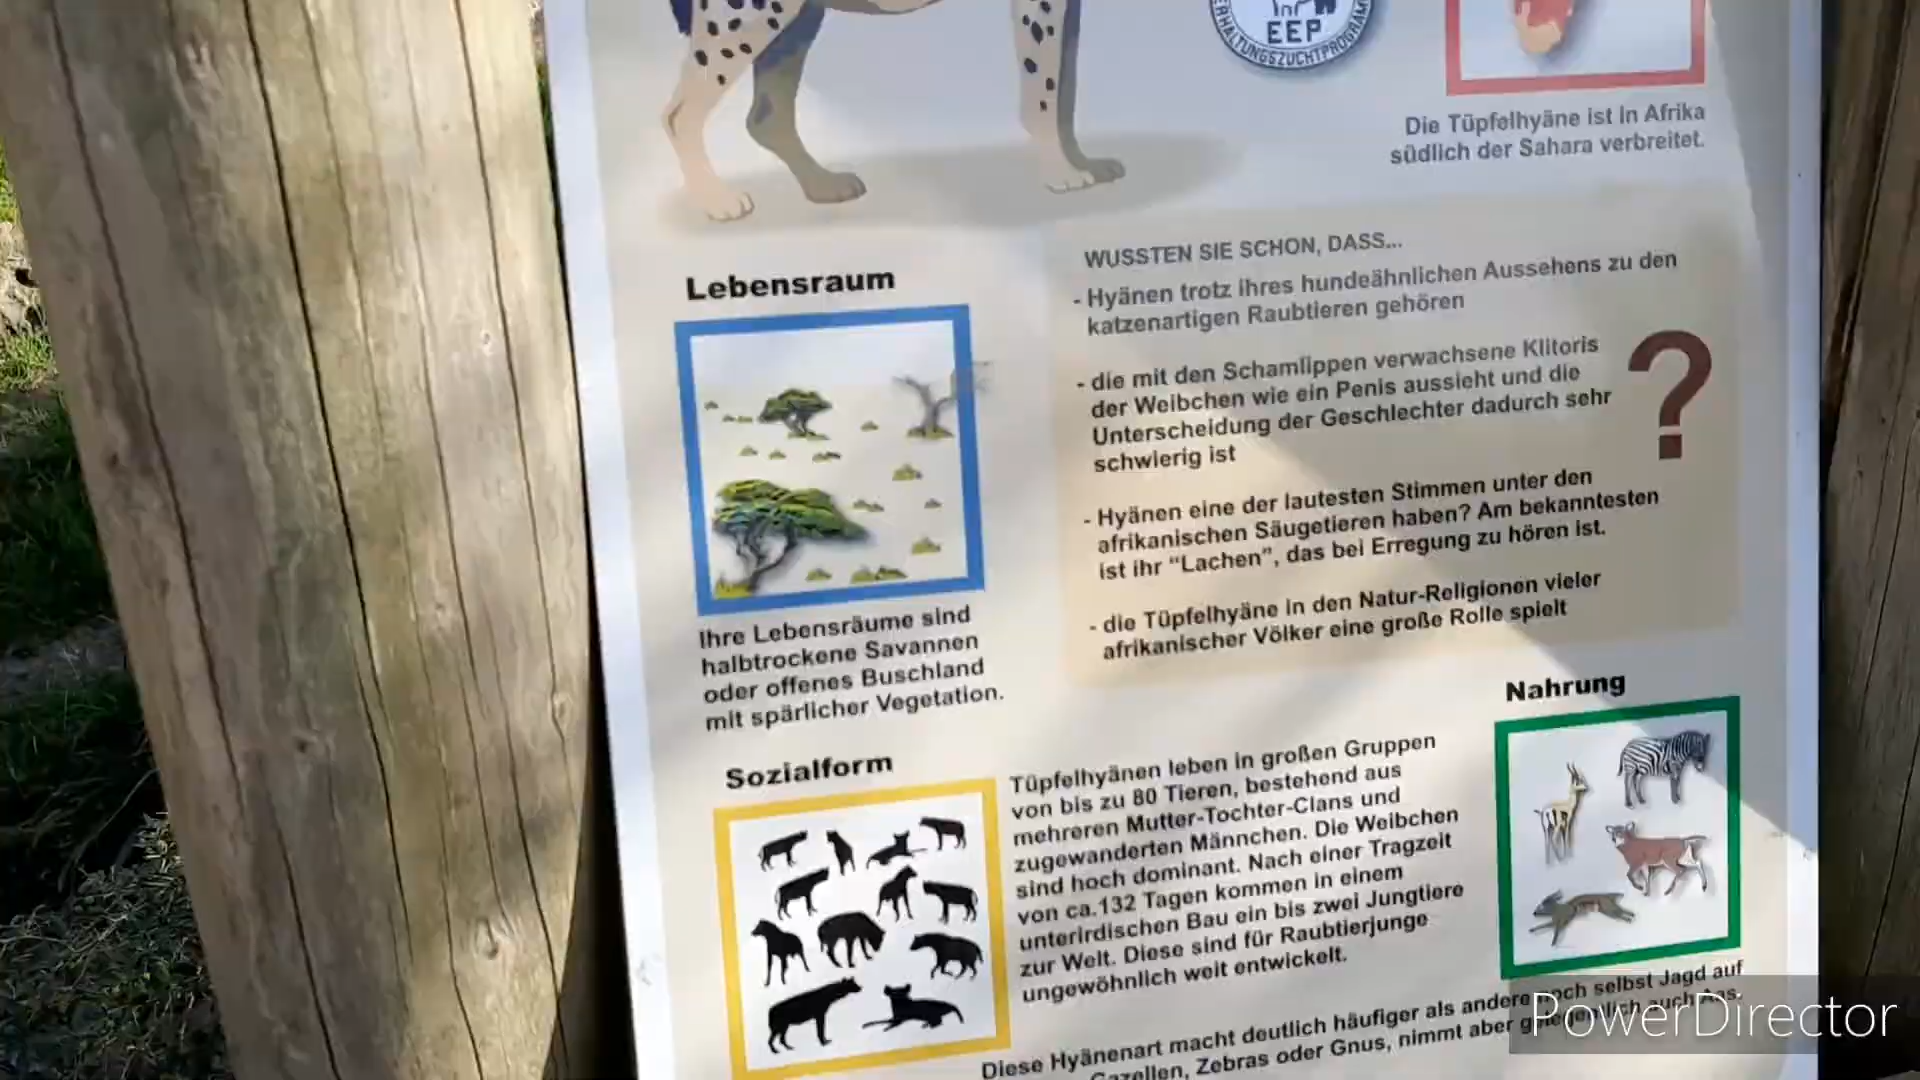 ERHALTUNGSZUCHTPROGRAMM
EEP
Die Tüpfelhyäne ist in Afrika
südlich der Sahara verbreitet.
WUSSTEN SIE SCHON, DASS...
- Hyänen trotz ihres hundeähnlichen Aussehens zu den
katzenartigen Raubtieren gehören
- die mit den Schamlippen verwachsene Klitoris
der Weibchen wie ein Penis aussieht und die
Unterscheidung der Geschlechter dadurch sehr
schwierig ist
?
- Hyänen eine der lautesten Stimmen unter den
afrikanischen Säugetieren haben? Am bekanntesten
ist ihr "Lachen", das bei Erregung zu hören ist.
- die Tüpfelhyäne in den Natur-Religionen vieler
afrikanischer Völker eine große Rolle spielt
Lebensraum
Ihre Lebensräume sind
halbtrockene Savannen
oder offenes Buschland
mit spärlicher Vegetation.
Nahrung
Sozialform
Tüpfelhyänen leben in großen Gruppen
von bis zu 80 Tieren, bestehend aus
mehreren Mutter-Tochter-Clans und
zugewanderten Männchen. Die Weibchen
sind hoch dominant. Nach einer Tragzeit
von ca.132 Tagen kommen in einem
unterirdischen Bau ein bis zwei Jungtiere
zur Welt. Diese sind für Raubtierjunge
ungewöhnlich weit entwickelt.
Diese Hyänenart macht deutlich häufiger als andere noch selbst Jagd auf
Gazellen, Zebras oder Gnus, nimmt aber gelegentlich auch Aas.
PowerDirector